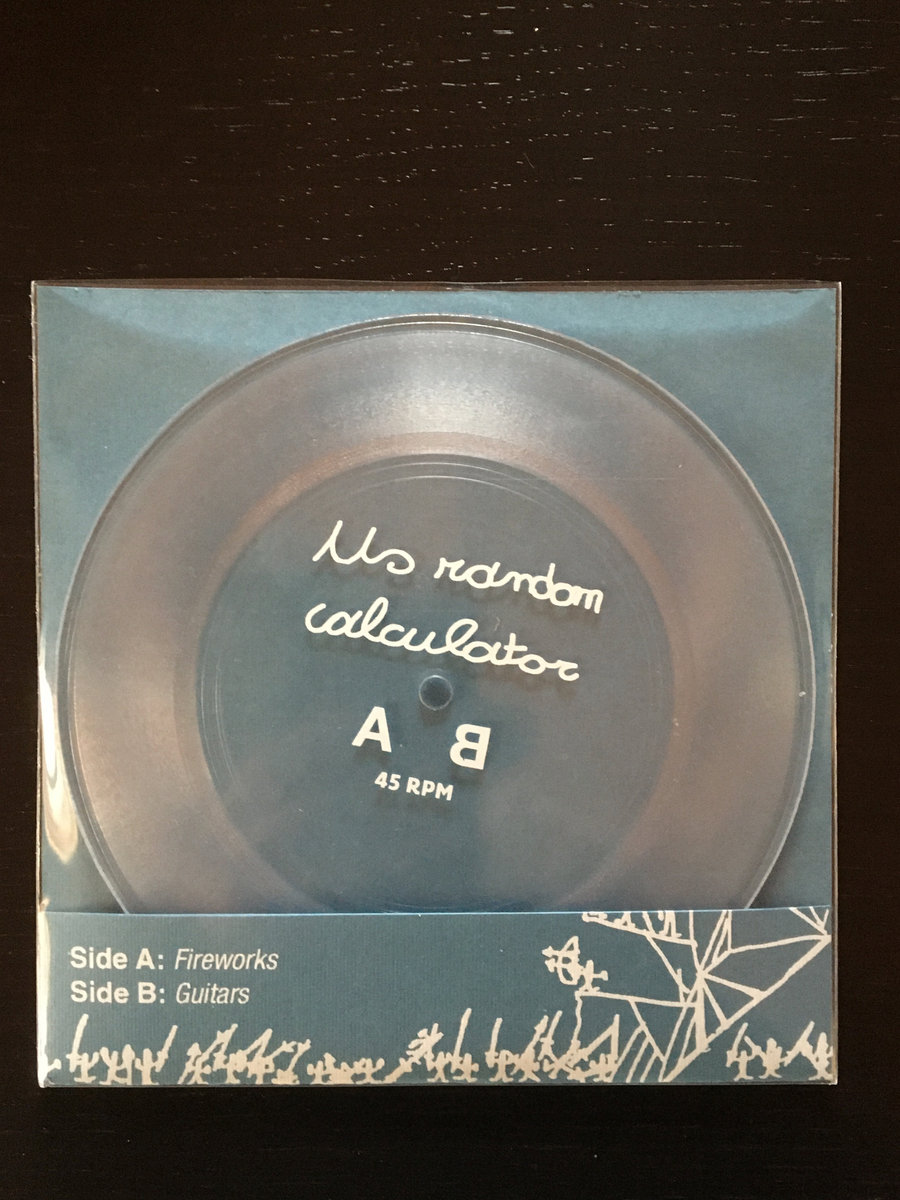 Us random
calculator
A B
45 RPM
Side A: Fireworks
Side B: Guitars